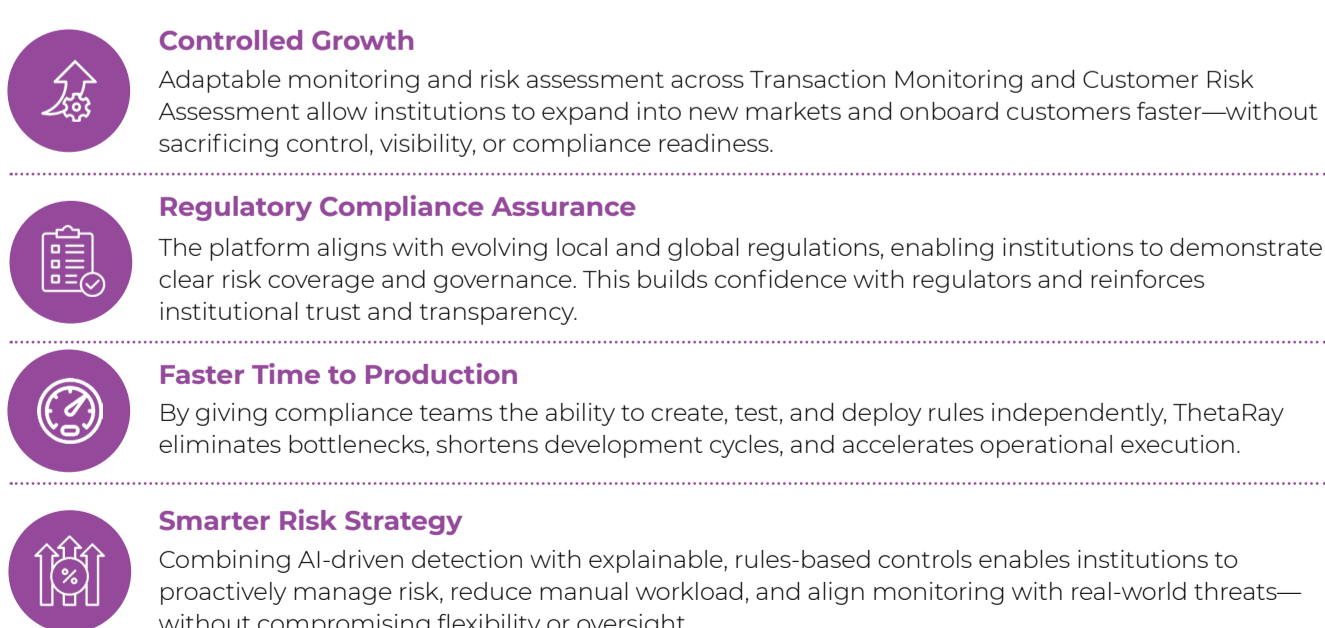 Controlled Growth
Adaptable monitoring and risk assessment across Transaction Monitoring and Customer Risk
Assessment allow institutions to expand into new markets and onboard customers faster—without
sacrificing control, visibility, or compliance readiness.
Regulatory Compliance Assurance
The platform aligns with evolving local and global regulations, enabling institutions to demonstrate
clear risk coverage and governance. This builds confidence with regulators and reinforces
institutional trust and transparency.
Faster Time to Production
By giving compliance teams the ability to create, test, and deploy rules independently, ThetaRay
eliminates bottlenecks, shortens development cycles, and accelerates operational execution.
Smarter Risk Strategy
%
Combining AI-driven detection with explainable, rules-based controls enables institutions to
proactively manage risk, reduce manual workload, and align monitoring with real-world threats—
without compromising flexibility or oversight